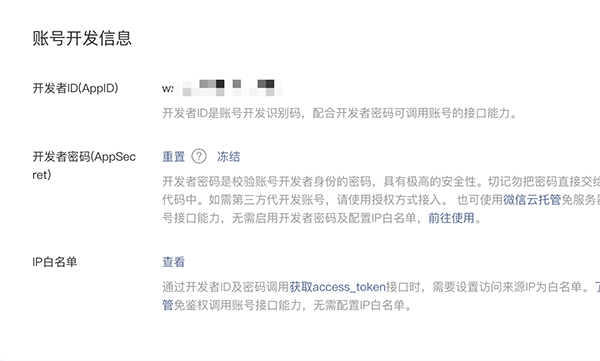 账号开发信息
开发者ID(AppID)
wx
开发者ID是账号开发识别码，配合开发者密码可调用账号的接口能力。
开发者密码(AppSec
ret)
重置 ? 冻结
开发者密码是校验账号开发者身份的密码，具有极高的安全性。切记勿把密码直接交给
代码中。如需第三方代开发账号，请使用授权方式接入。 也可使用微信云托管免服务器
号接口能力，无需启用开发者密码及配置IP白名单，前往使用。
IP白名单
查看
通过开发者ID及密码调用获取access_token接口时，需要设置访问来源IP为白名单。了
管免鉴权调用账号接口能力，无需配置IP白名单。